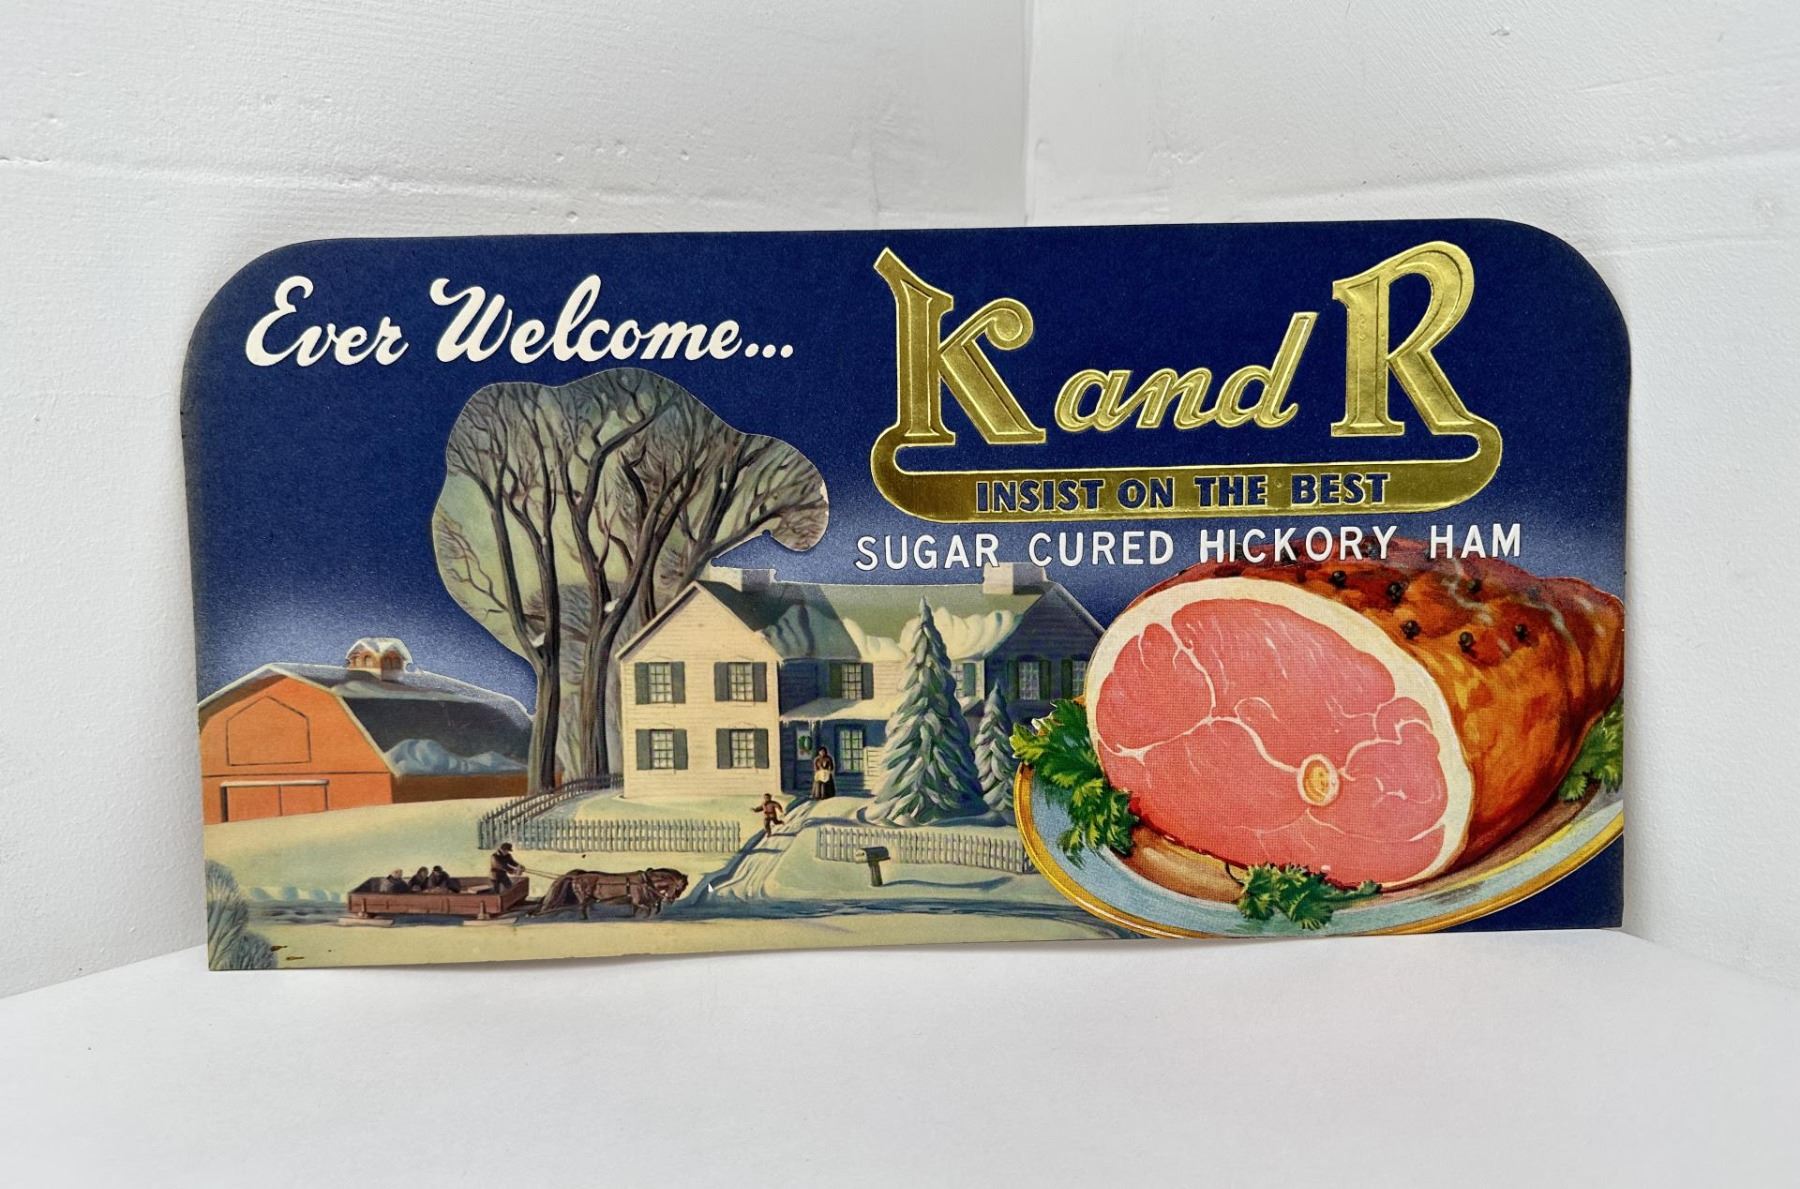 Ever Welcome...
K and R
INSIST ON THE BEST
SUGAR CURED HICKORY HAM